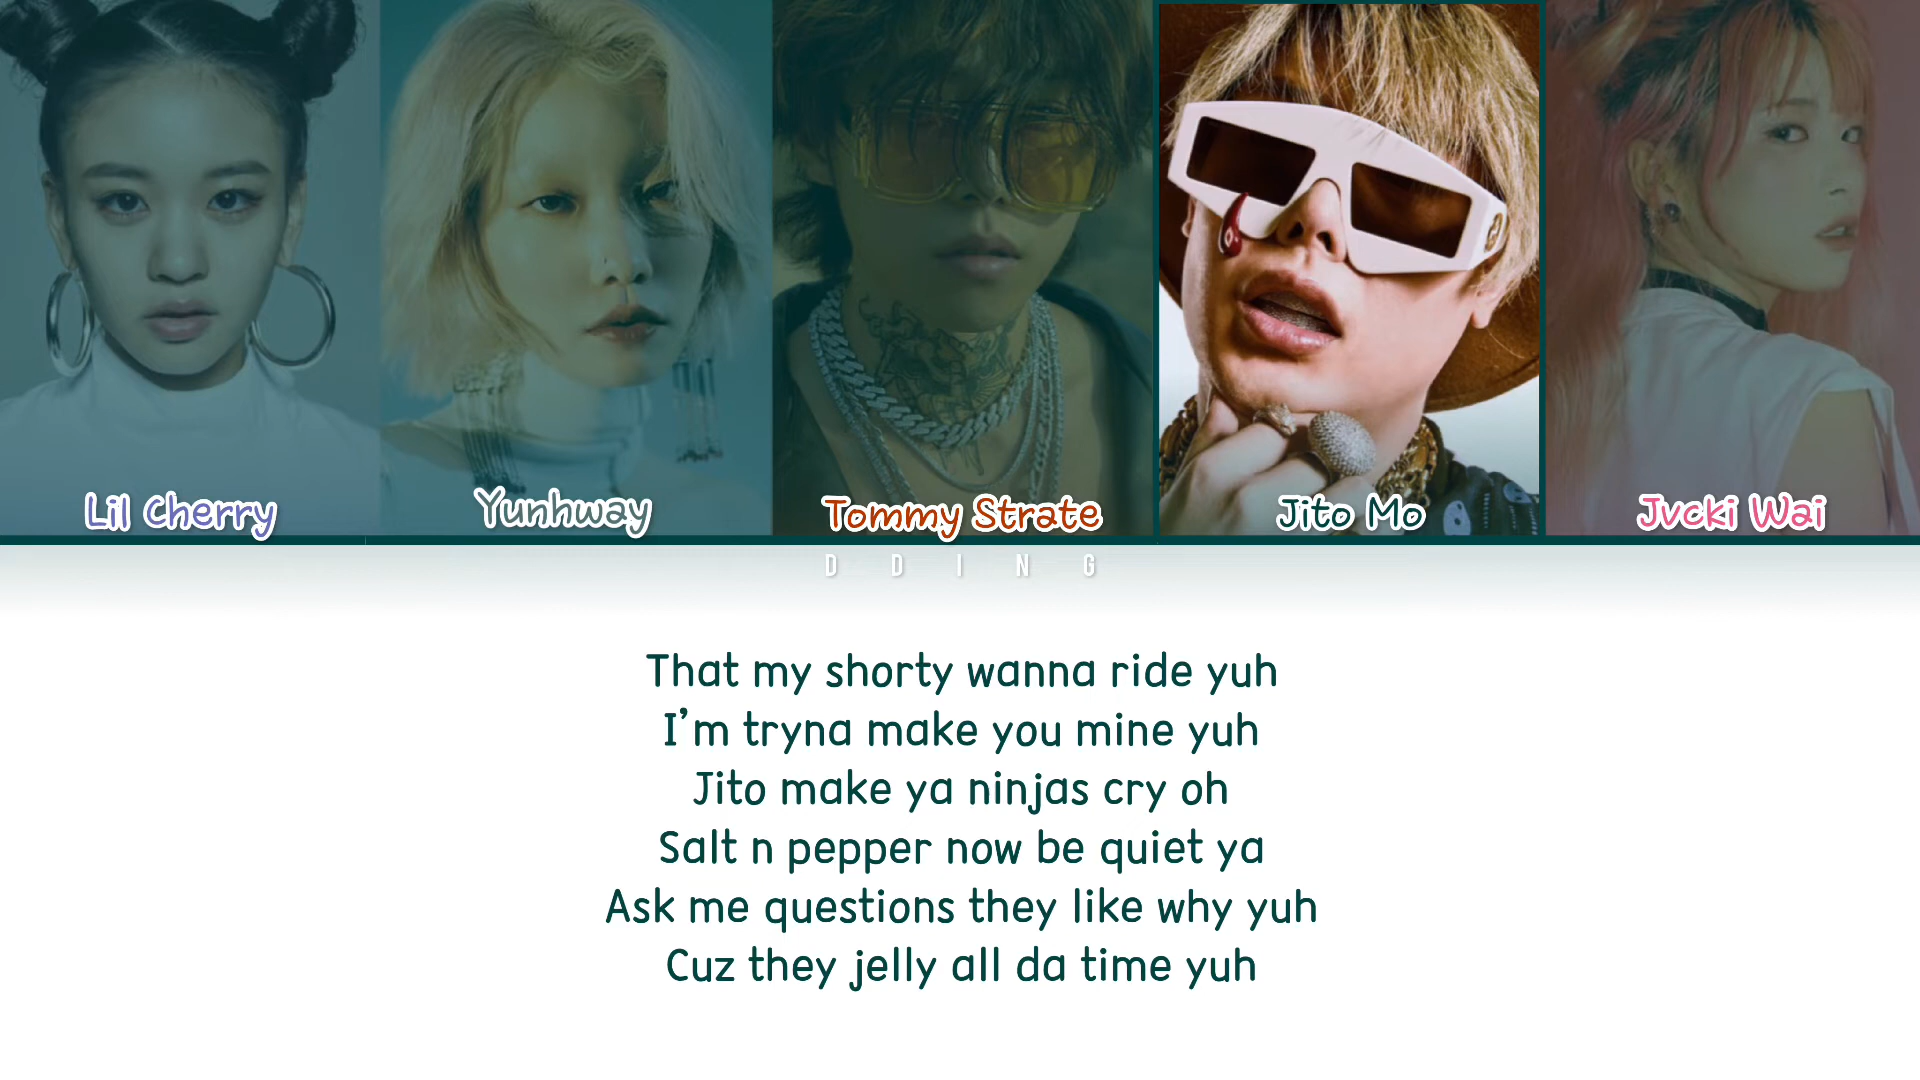 Lil Cherry
Yunhway
Tommy Strate
Jito Mo
Jvcki Wai
DDING
That my shorty wanna ride yuh
I'm tryna make you mine yuh
Jito make ya ninjas cry oh
Salt n pepper now be quiet ya
Ask me questions they like why yuh
Cuz they jelly all da time yuh